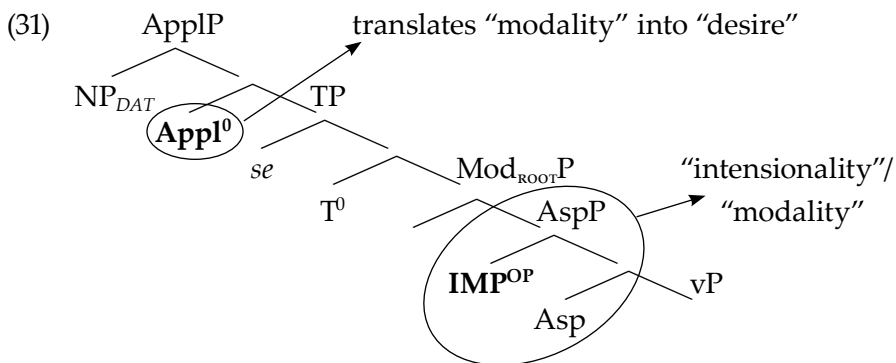 (31) ApplP translates “modality” into “desire”
NP_DAT TP
Appl⁰
se Mod_ROOTP “intensionality”/
T⁰ AspP “modality”
IMP^OP vP
Asp